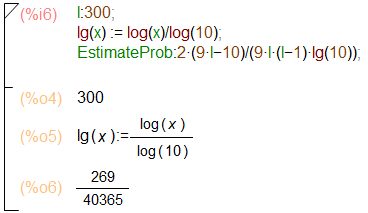 (%i6) l:300;
lg(x) := log(x)/log(10);
EstimateProb:2·(9·l−10)/(9·l·(l−1)·lg(10));
(%o4) 300
(%o5) lg(x):=log(x)/log(10)
(%o6) 269/40365